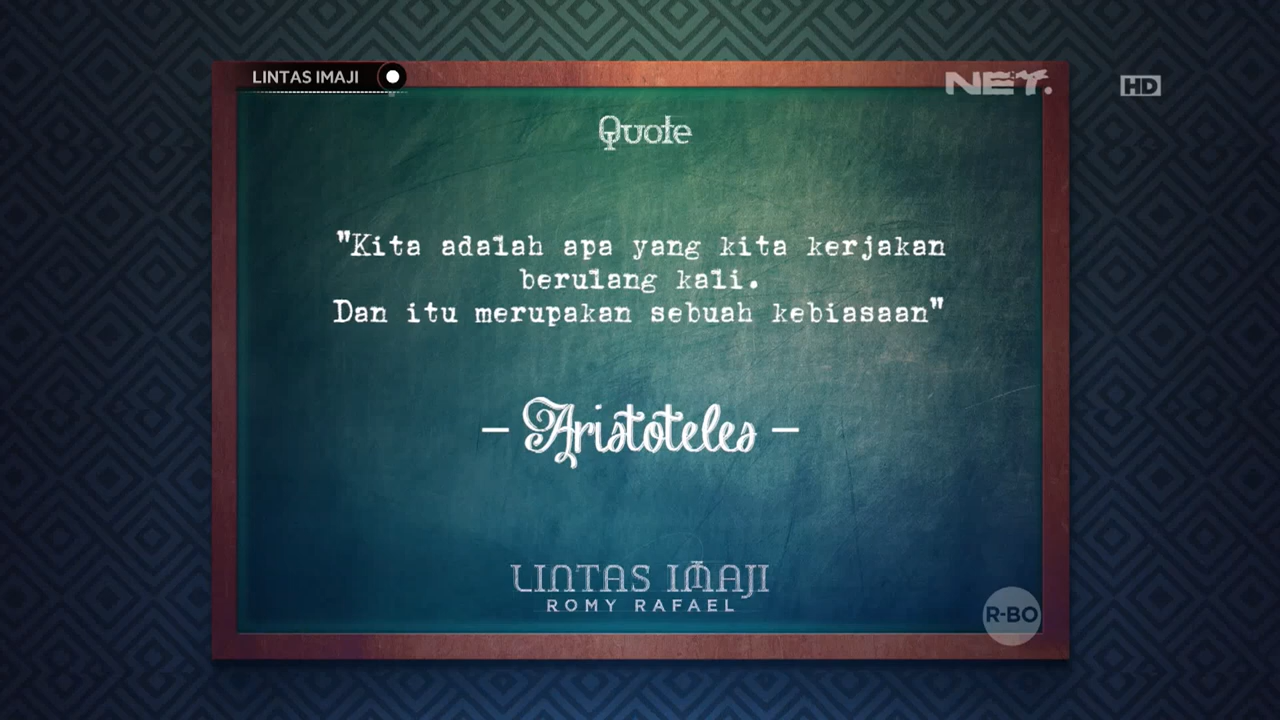 LINTAS IMAJI
NET.
HD
Quote
"Kita adalah apa yang kita kerjakan
berulang kali.
Dan itu merupakan sebuah kebiasaan"
– Aristoteles –
LINTAS IMAJI
ROMY RAFAEL
R-BO